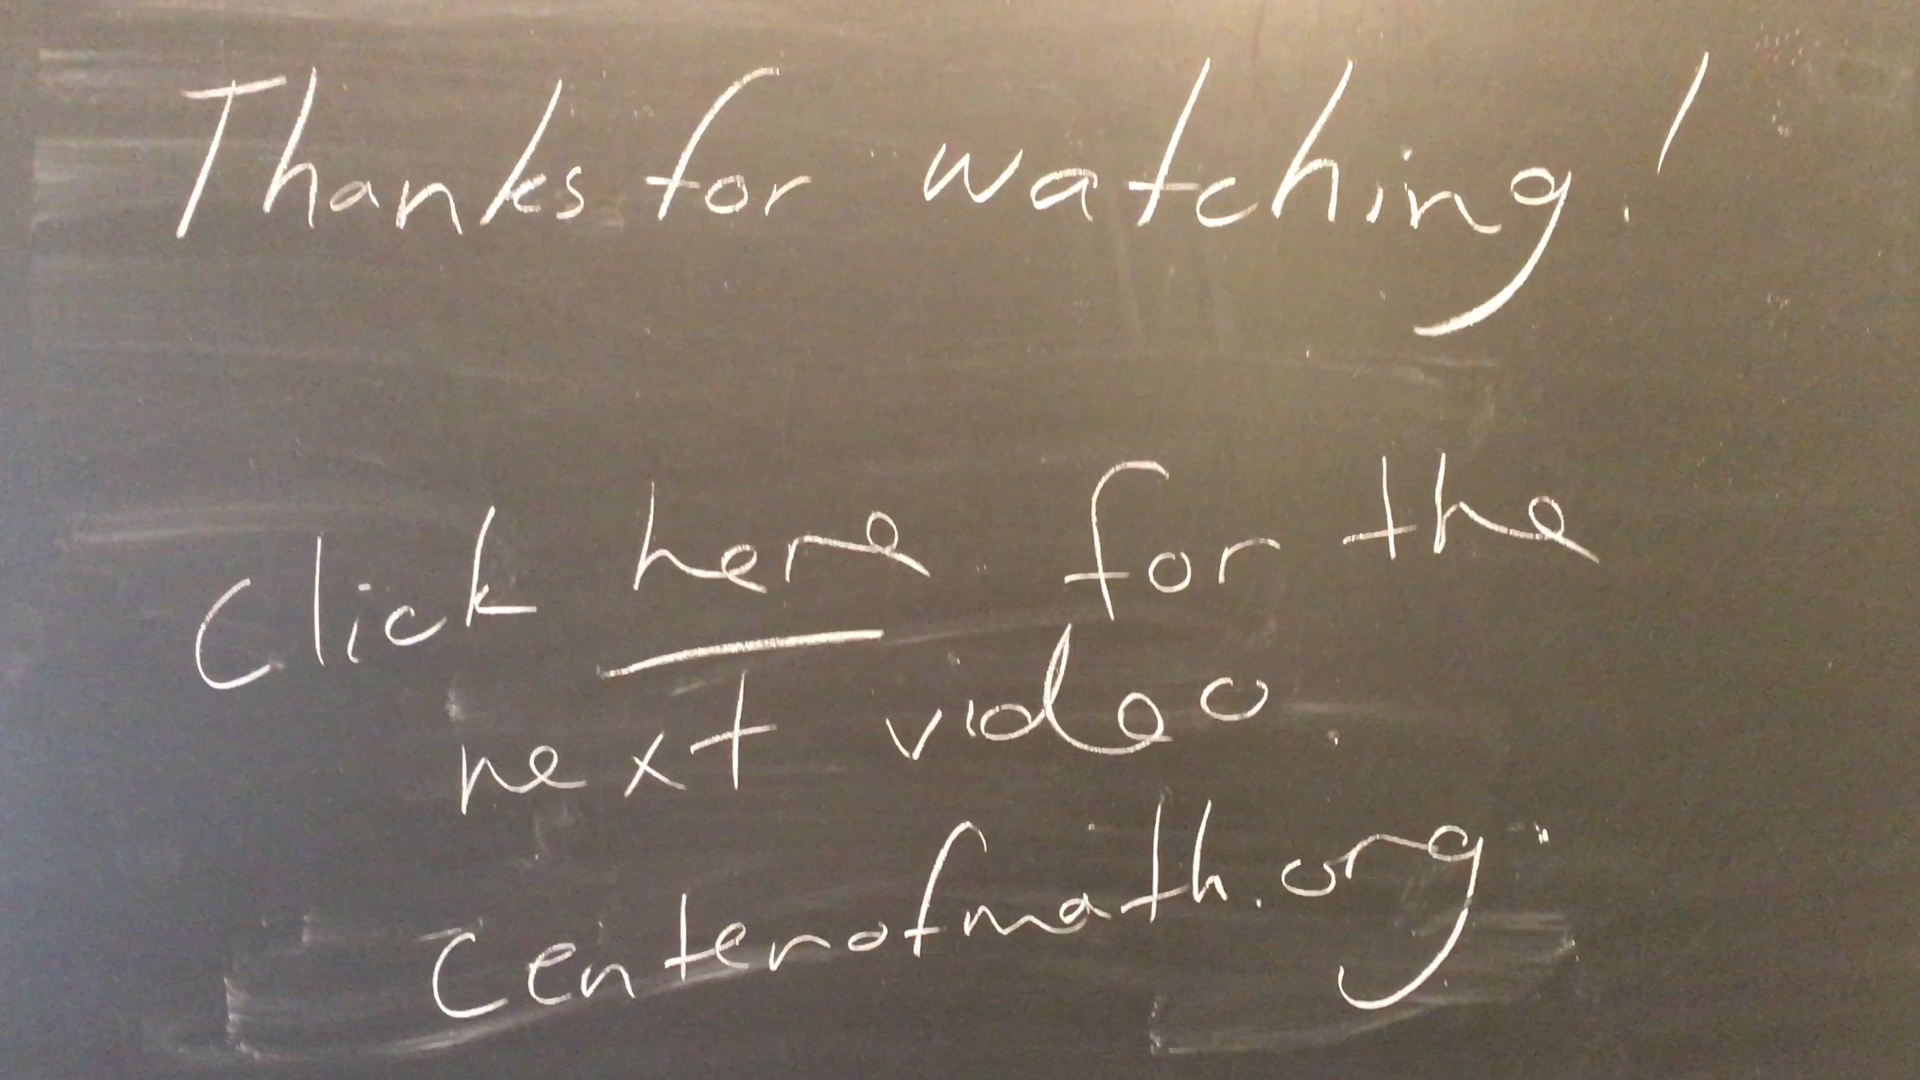 Thanks for watching!
Click here for the
next video.
Centerofmath.org